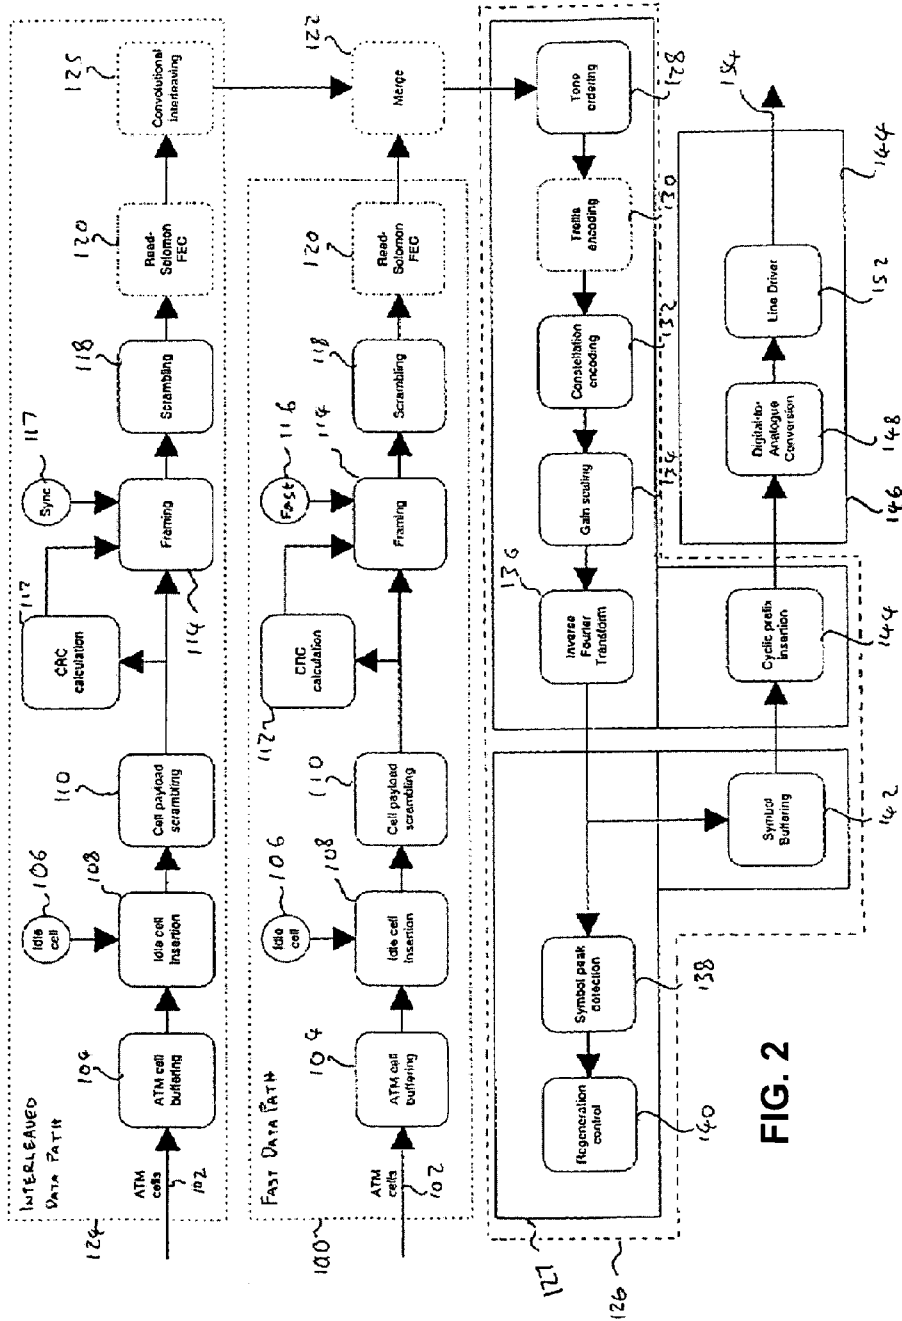 INTERLEAVED
DATA PATH
124
ATM
cells
102
ATM cell
buffering
104
Idle
cell
106
Idle cell
Insertion
108
Cell payload
scrambling
110
CRC
calculation
112
Sync
117
Framing
114
Scrambling
118
Reed-
Solomon
FEC
120
Convolutional
interleaving
125
FAST DATA PATH
100
ATM
cells
102
ATM cell
buffering
104
Idle
cell
106
Idle cell
Insertion
108
Cell payload
scrambling
110
CRC
calculation
112
Fast
116
Framing
114
Scrambling
118
Reed-
Solomon
FEC
120
Merge
122
Tone
ordering
128
Trellis
encoding
130
Constellation
encoding
132
Gain scaling
134
Inverse
Fourier
Transform
136
Symbol peak
detection
138
Regeneration
control
140
127
126
Symbol
Buffering
142
Cyclic prefix
insertion
144
Digital-to-
Analogue
Conversion
148
146
Line Driver
152
144
154
FIG. 2